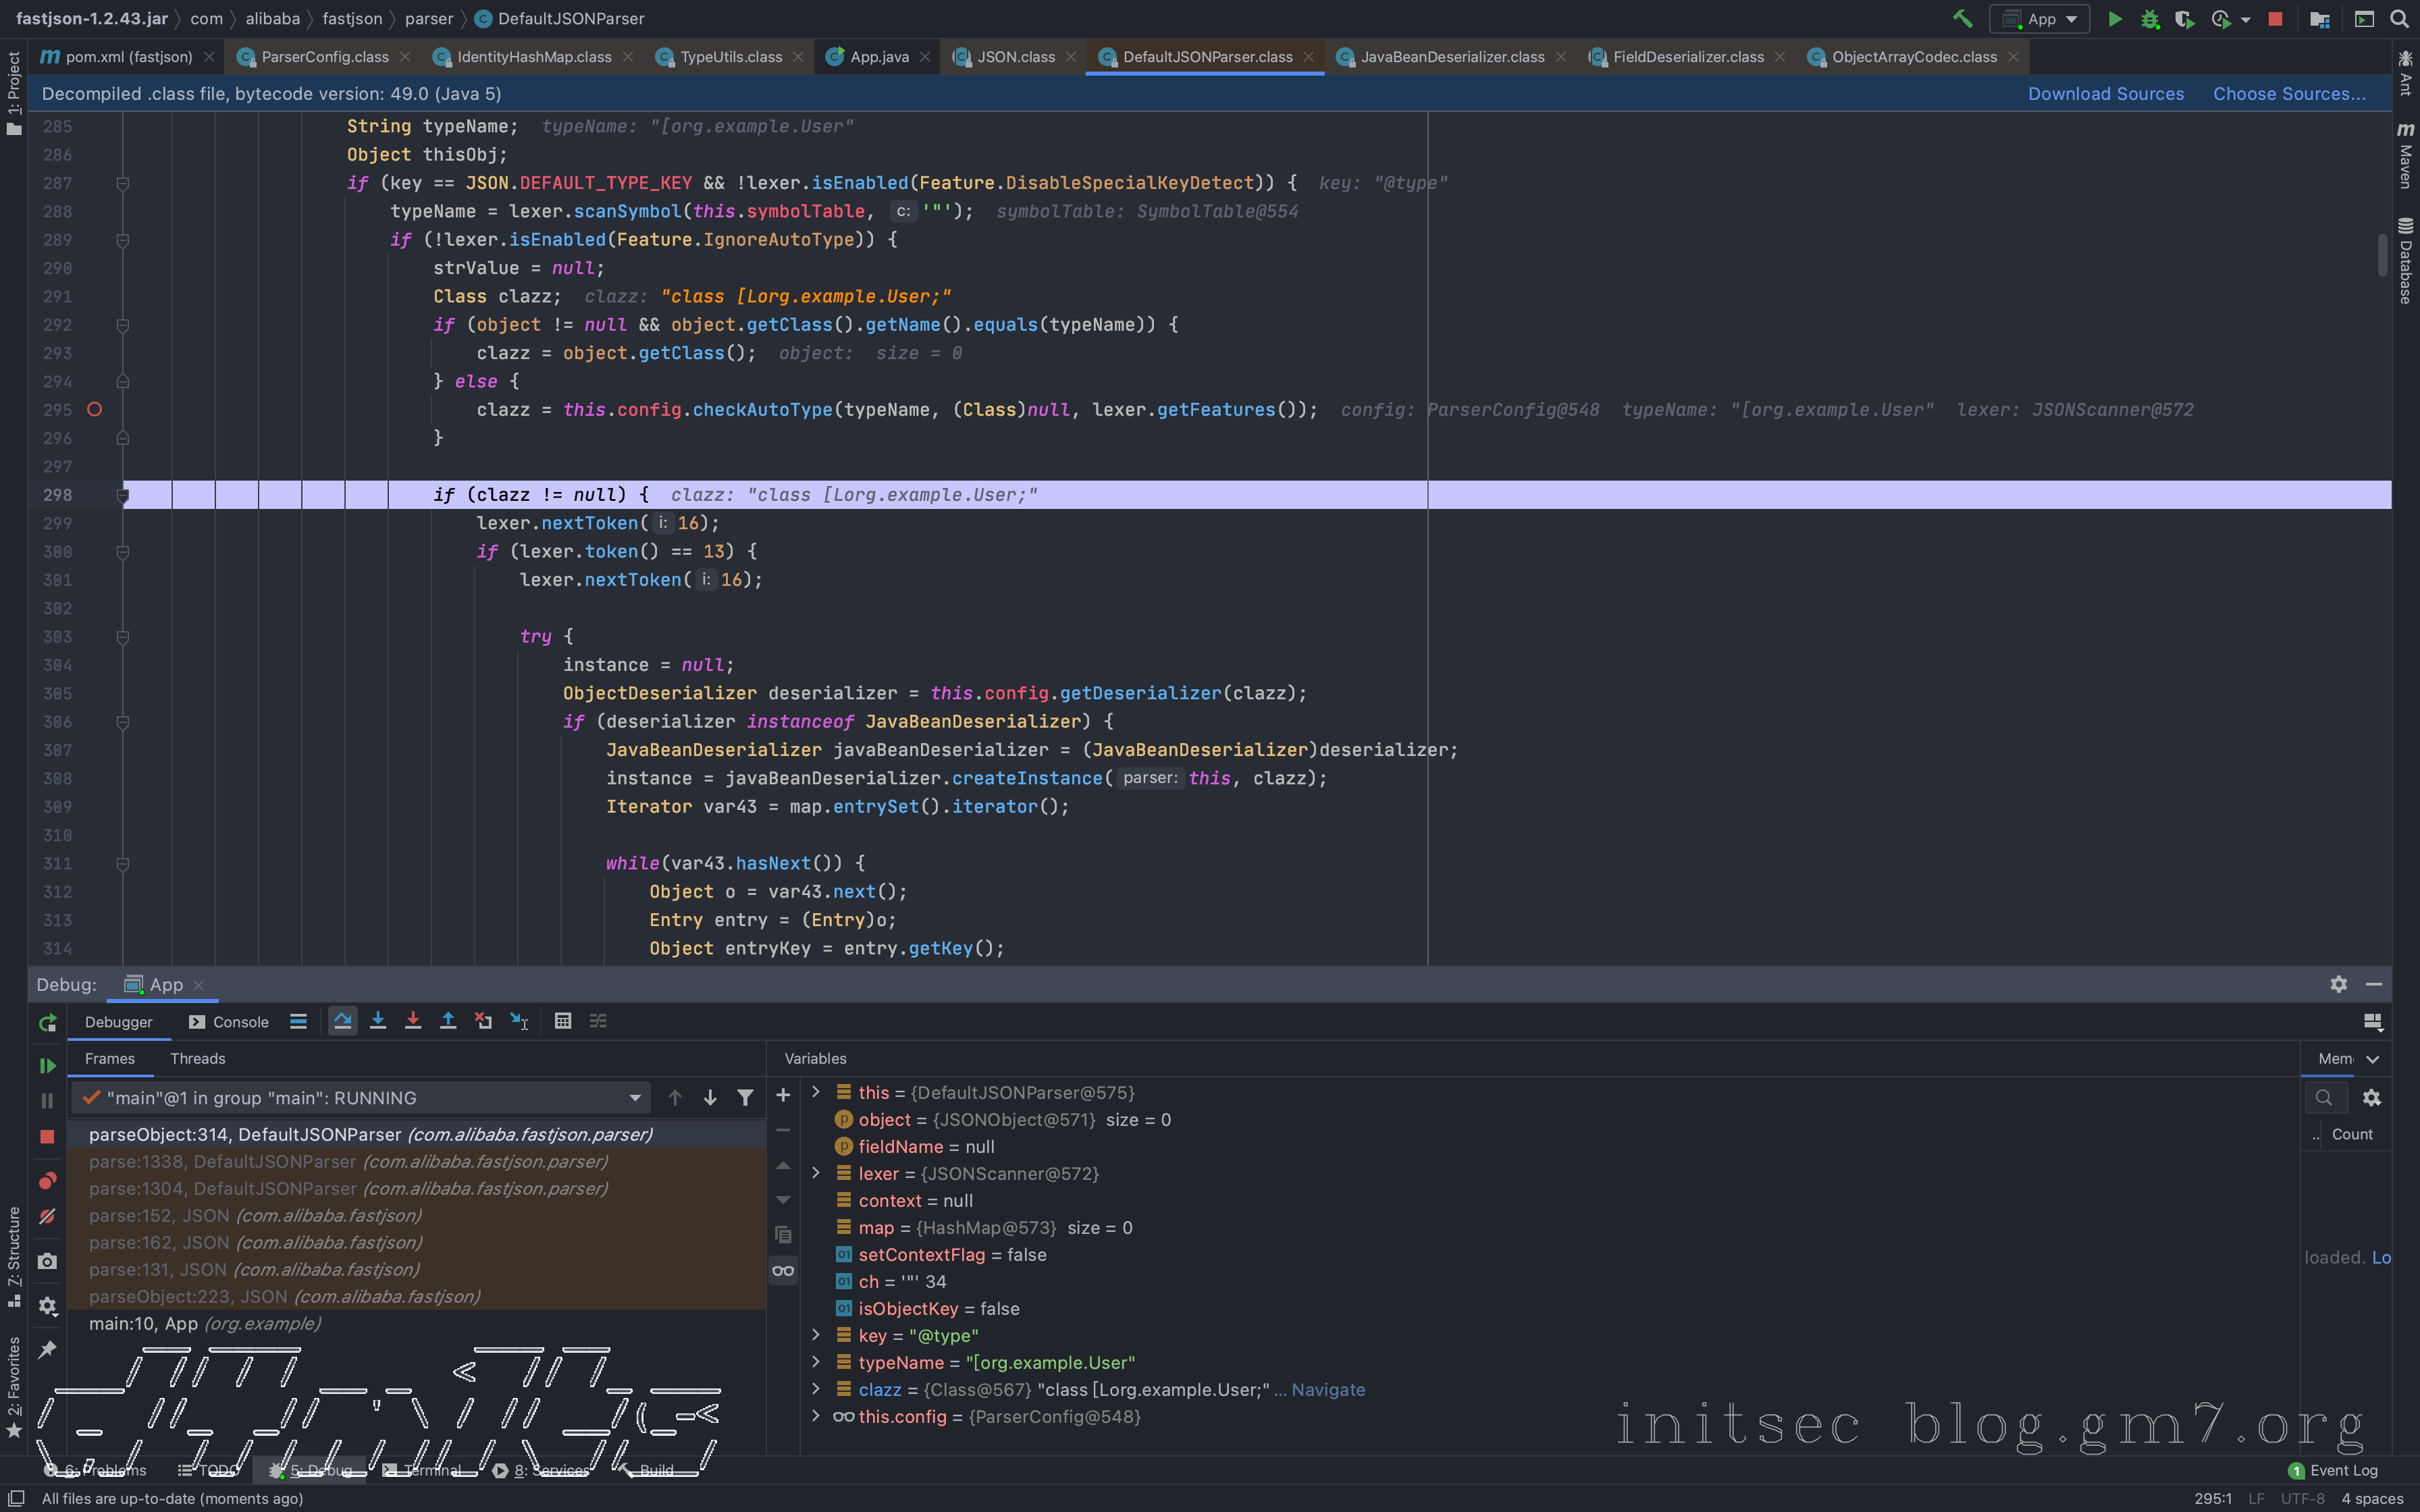 fastjson-1.2.43.jar com alibaba fastjson parser DefaultJSONParser
App
pom.xml (fastjson) ParserConfig.class IdentityHashMap.class TypeUtils.class App.java JSON.class DefaultJSONParser.class JavaBeanDeserializer.class FieldDeserializer.class ObjectArrayCodec.class
Decompiled .class file, bytecode version: 49.0 (Java 5) Download Sources Choose Sources...
1: Project
Ant
Maven
Database
285 String typeName; typeName: "[org.example.User"
286 Object thisObj;
287 if (key == JSON.DEFAULT_TYPE_KEY && !lexer.isEnabled(Feature.DisableSpecialKeyDetect)) { key: "@type"
288 typeName = lexer.scanSymbol(this.symbolTable, c: '"'); symbolTable: SymbolTable@554
289 if (!lexer.isEnabled(Feature.IgnoreAutoType)) {
290 strValue = null;
291 Class clazz; clazz: "class [Lorg.example.User;"
292 if (object != null && object.getClass().getName().equals(typeName)) {
293 clazz = object.getClass(); object: size = 0
294 } else {
295 clazz = this.config.checkAutoType(typeName, (Class)null, lexer.getFeatures()); config: ParserConfig@548 typeName: "[org.example.User" lexer: JSONScanner@572
296 }
297
298 if (clazz != null) { clazz: "class [Lorg.example.User;"
299 lexer.nextToken( i: 16);
300 if (lexer.token() == 13) {
301 lexer.nextToken( i: 16);
302
303 try {
304 instance = null;
305 ObjectDeserializer deserializer = this.config.getDeserializer(clazz);
306 if (deserializer instanceof JavaBeanDeserializer) {
307 JavaBeanDeserializer javaBeanDeserializer = (JavaBeanDeserializer)deserializer;
308 instance = javaBeanDeserializer.createInstance( parser: this, clazz);
309 Iterator var43 = map.entrySet().iterator();
310
311 while(var43.hasNext()) {
312 Object o = var43.next();
313 Entry entry = (Entry)o;
314 Object entryKey = entry.getKey();
Debug: App
Debugger Console
Frames Threads
"main"@1 in group "main": RUNNING
parseObject:314, DefaultJSONParser (com.alibaba.fastjson.parser)
parse:1338, DefaultJSONParser (com.alibaba.fastjson.parser)
parse:1304, DefaultJSONParser (com.alibaba.fastjson.parser)
parse:152, JSON (com.alibaba.fastjson)
parse:162, JSON (com.alibaba.fastjson)
parse:131, JSON (com.alibaba.fastjson)
parseObject:223, JSON (com.alibaba.fastjson)
main:10, App (org.example)
Variables
this = {DefaultJSONParser@575}
object = {JSONObject@571} size = 0
fieldName = null
lexer = {JSONScanner@572}
context = null
map = {HashMap@573} size = 0
setContextFlag = false
ch = '"' 34
isObjectKey = false
key = "@type"
typeName = "[org.example.User"
clazz = {Class@567} "class [Lorg.example.User;" ... Navigate
this.config = {ParserConfig@548}
Mem
.. Count
loaded. Lo
7: Structure
2: Favorites
initsec blog.gm7.org
6: Problems TODO 5: Debug Terminal 8: Services Build 1 Event Log
All files are up-to-date (moments ago) 295:1 LF UTF-8 4 spaces